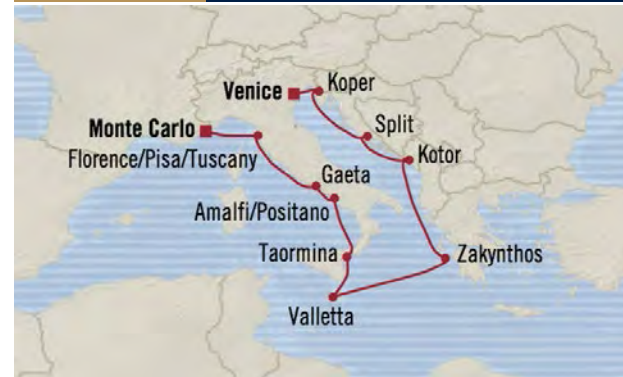 Venice
Koper
Monte Carlo
Split
Florence/Pisa/Tuscany
Kotor
Gaeta
Amalfi/Positano
Taormina
Zakynthos
Valletta